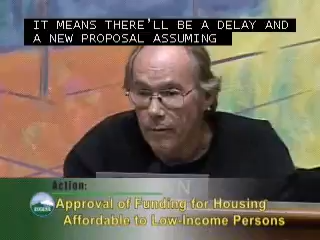 IT MEANS THERE'LL BE A DELAY AND
A NEW PROPOSAL ASSUMING
Action:
Approval of Funding for Housing
Affordable to Low-Income Persons